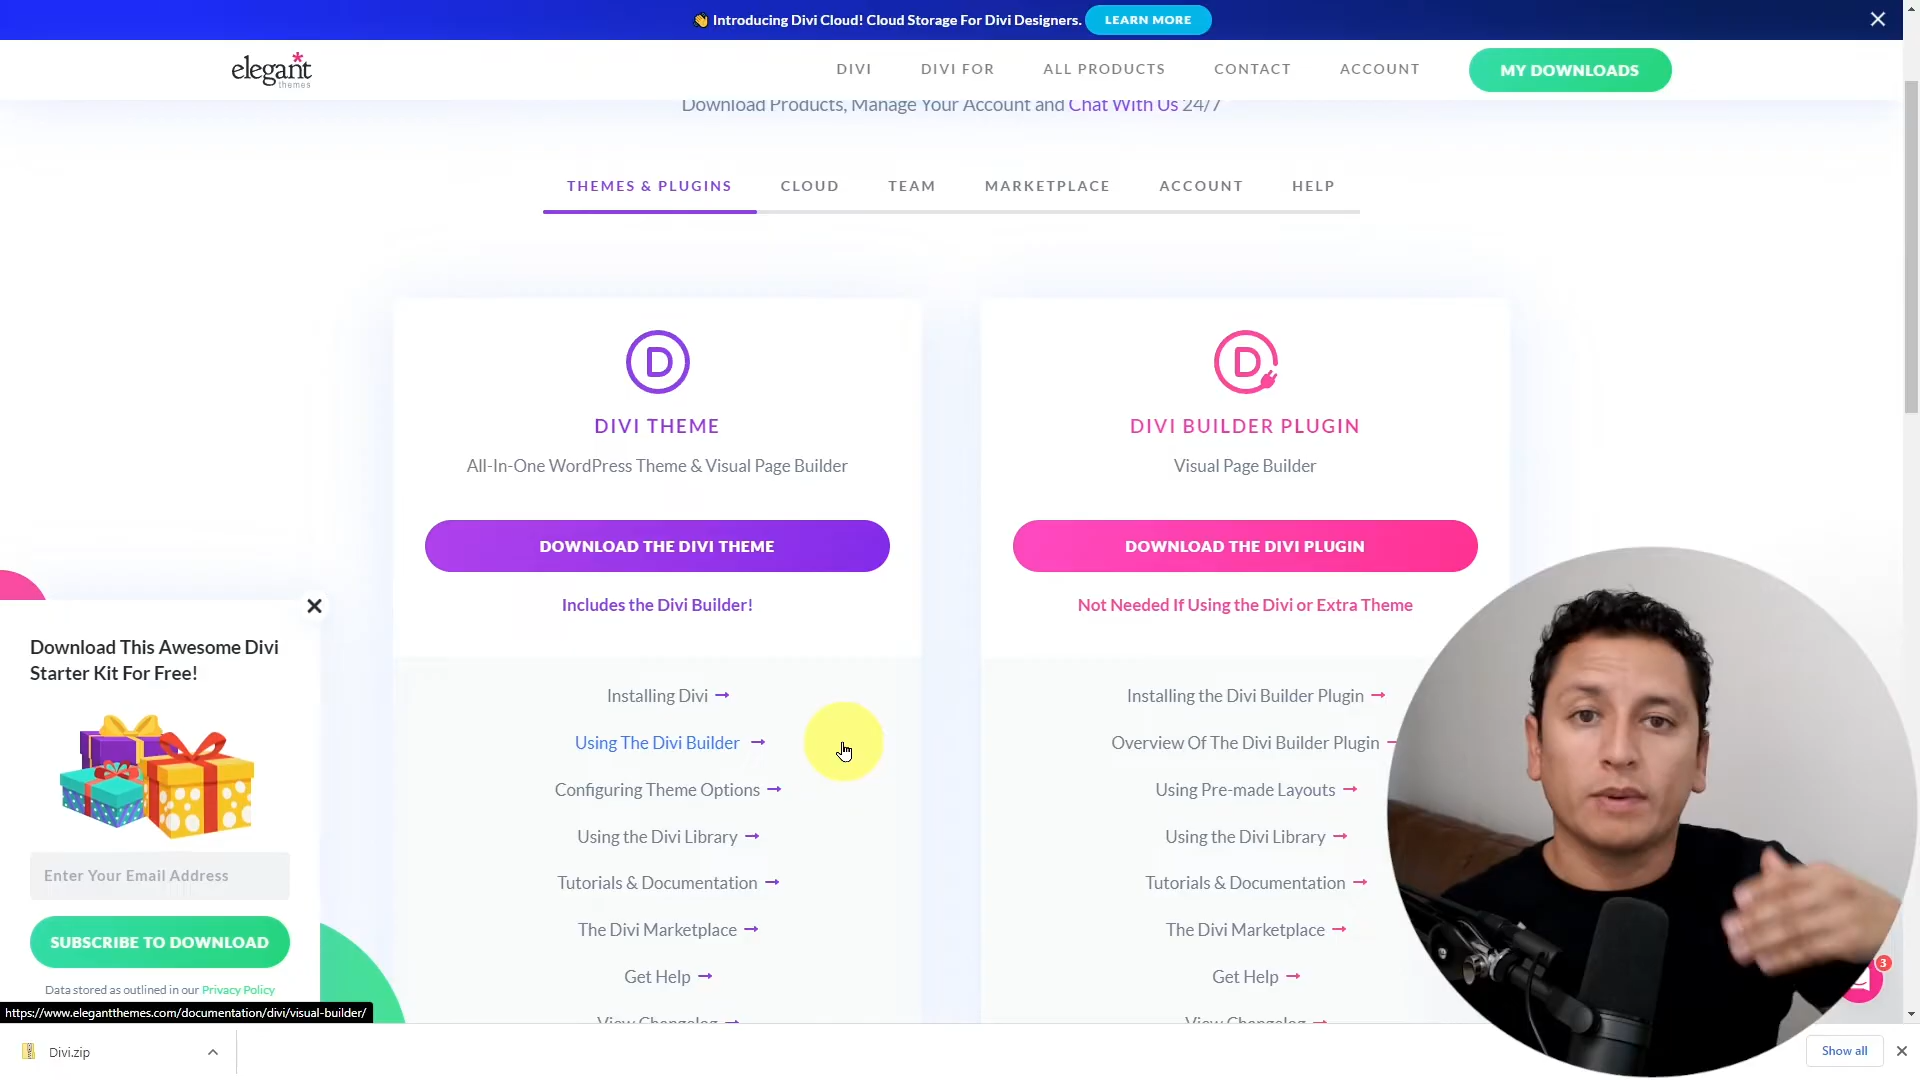 👋 Introducing Divi Cloud! Cloud Storage For Divi Designers. LEARN MORE
elegant themes
DIVI DIVI FOR ALL PRODUCTS CONTACT ACCOUNT MY DOWNLOADS
Download Products, Manage Your Account and Chat With Us 24/7
THEMES & PLUGINS CLOUD TEAM MARKETPLACE ACCOUNT HELP
D
DIVI THEME
All-In-One WordPress Theme & Visual Page Builder
DOWNLOAD THE DIVI THEME
Includes the Divi Builder!
Installing Divi
Using The Divi Builder
Configuring Theme Options
Using the Divi Library
Tutorials & Documentation
The Divi Marketplace
Get Help
View Changelog
D
DIVI BUILDER PLUGIN
Visual Page Builder
DOWNLOAD THE DIVI PLUGIN
Not Needed If Using the Divi or Extra Theme
Installing the Divi Builder Plugin
Overview Of The Divi Builder Plugin
Using Pre-made Layouts
Using the Divi Library
Tutorials & Documentation
The Divi Marketplace
Get Help
View Changelog
Download This Awesome Divi
Starter Kit For Free!
Enter Your Email Address
SUBSCRIBE TO DOWNLOAD
Data stored as outlined in our Privacy Policy
3
https://www.elegantthemes.com/documentation/divi/visual-builder/
Divi.zip
Show all